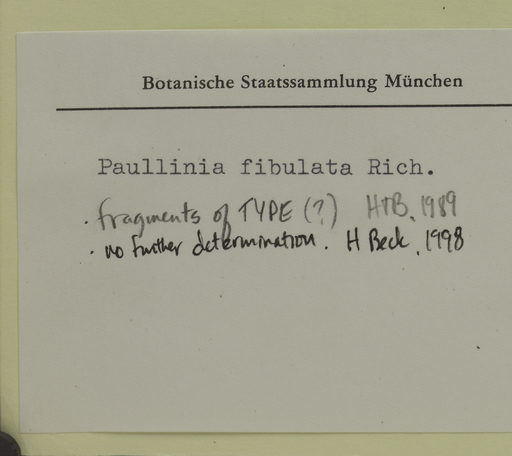 Botanische Staatssammlung München
Paullinia fibulata Rich.
· fragments of TYPE (?) HTB, 1989
· no further determination. H Beck, 1998